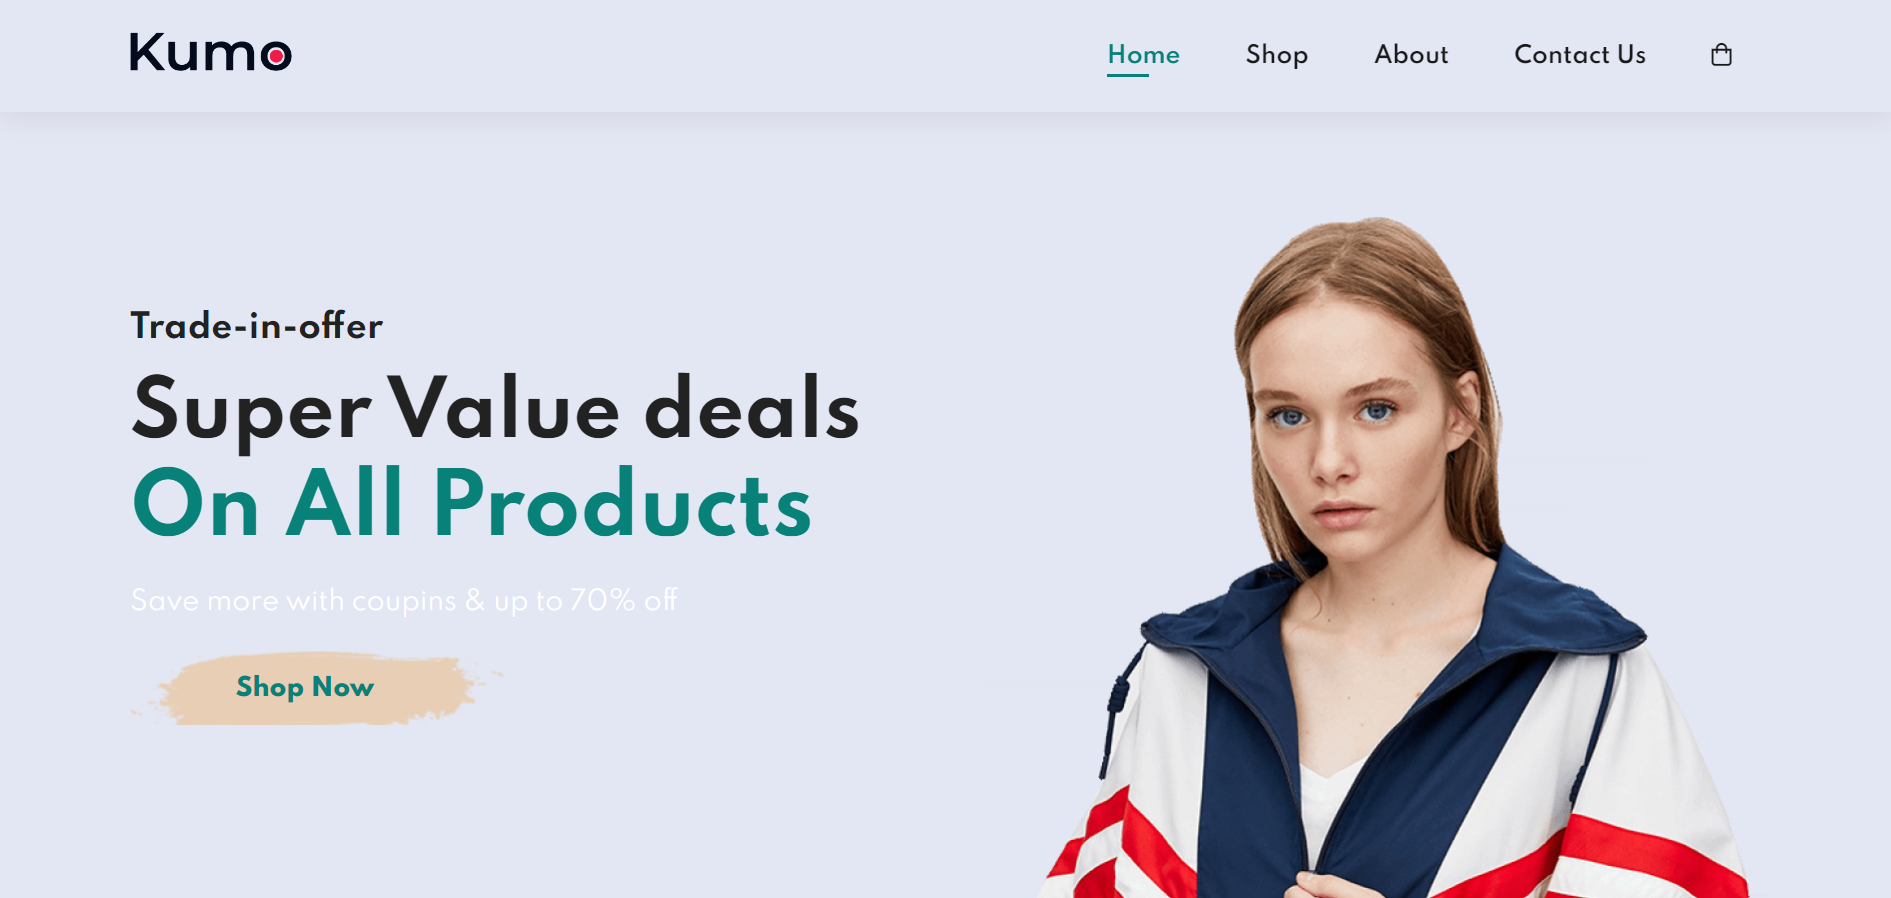 Kumo
Home Shop About Contact Us
Trade-in-offer
Super Value deals
On All Products
Save more with coupins & up to 70% off
Shop Now